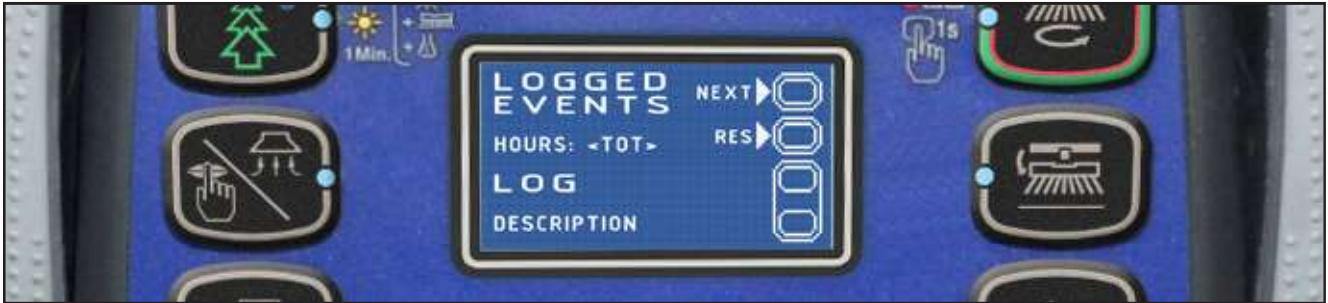 1Min.
+
+
1s
LOGGED
EVENTS
NEXT
HOURS: <TOT>
RES
LOG
DESCRIPTION